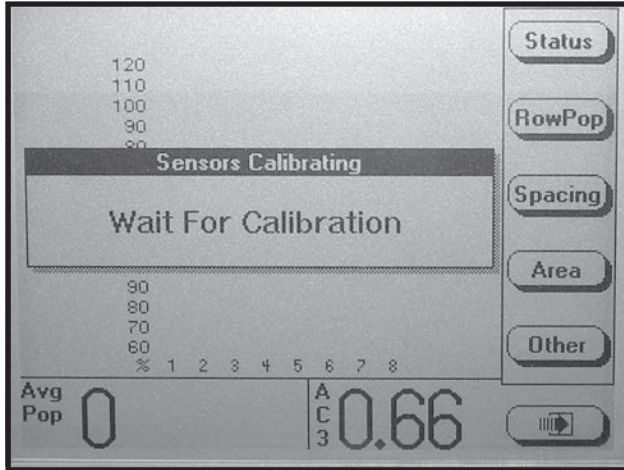 Status
120
110
100
90
80
RowPop
Sensors Calibrating
Wait For Calibration
Spacing
90
80
70
60
Area
% 1 2 3 4 5 6 7 8
Other
Avg
Pop 0
A
C
3 0.66